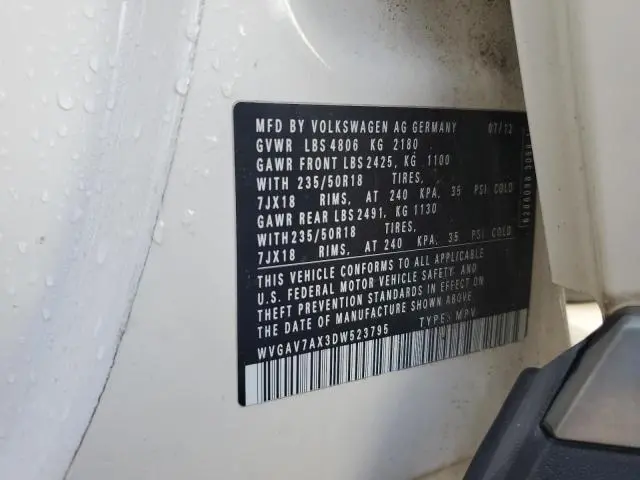 MFD BY VOLKSWAGEN AG GERMANY 07/12
GVWR LBS 4806 KG 2180
GAWR FRONT LBS 2425, KG 1100
WITH 235/50R18 TIRES,
7JX18 RIMS, AT 240 KPA, 35 PSI COLD
GAWR REAR LBS 2491, KG 1130
WITH 235/50R18 TIRES,
7JX18 RIMS, AT 240 KPA, 35 PSI COLD
THIS VEHICLE CONFORMS TO ALL APPLICABLE
U.S. FEDERAL MOTOR VEHICLE SAFETY- AND
THEFT PREVENTION STANDARDS IN EFFECT ON
THE DATE OF MANUFACTURE SHOWN ABOVE
WVGAV7AX3DW523795 TYPE: MPV